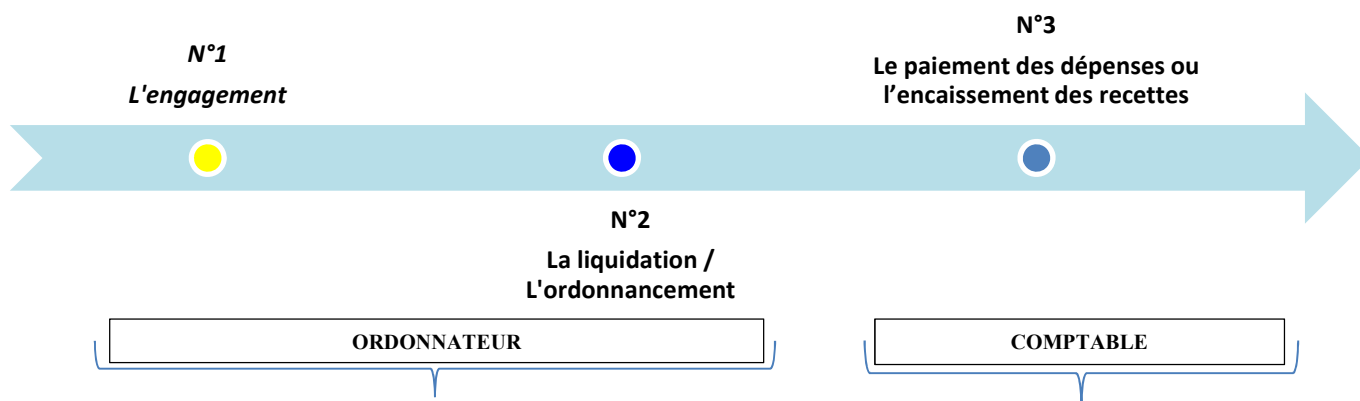 N°1
L'engagement
N°3
Le paiement des dépenses ou
l’encaissement des recettes
N°2
La liquidation /
L'ordonnancement
ORDONNATEUR
COMPTABLE